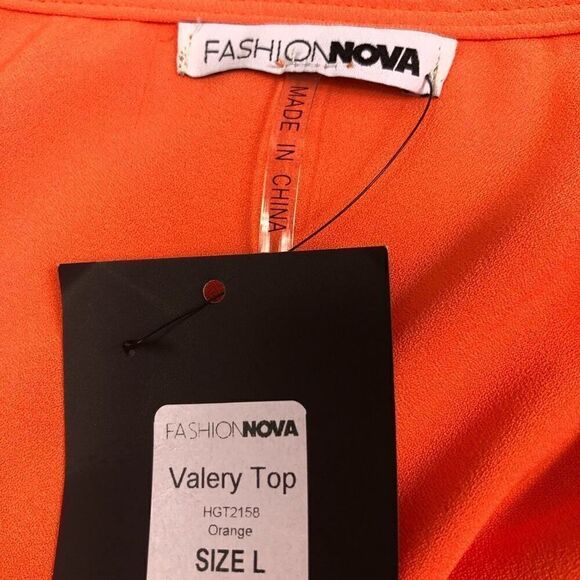 FASHIONNOVA
MADE IN CHINA
FASHIONNOVA
Valery Top
HGT2158
Orange
SIZE L